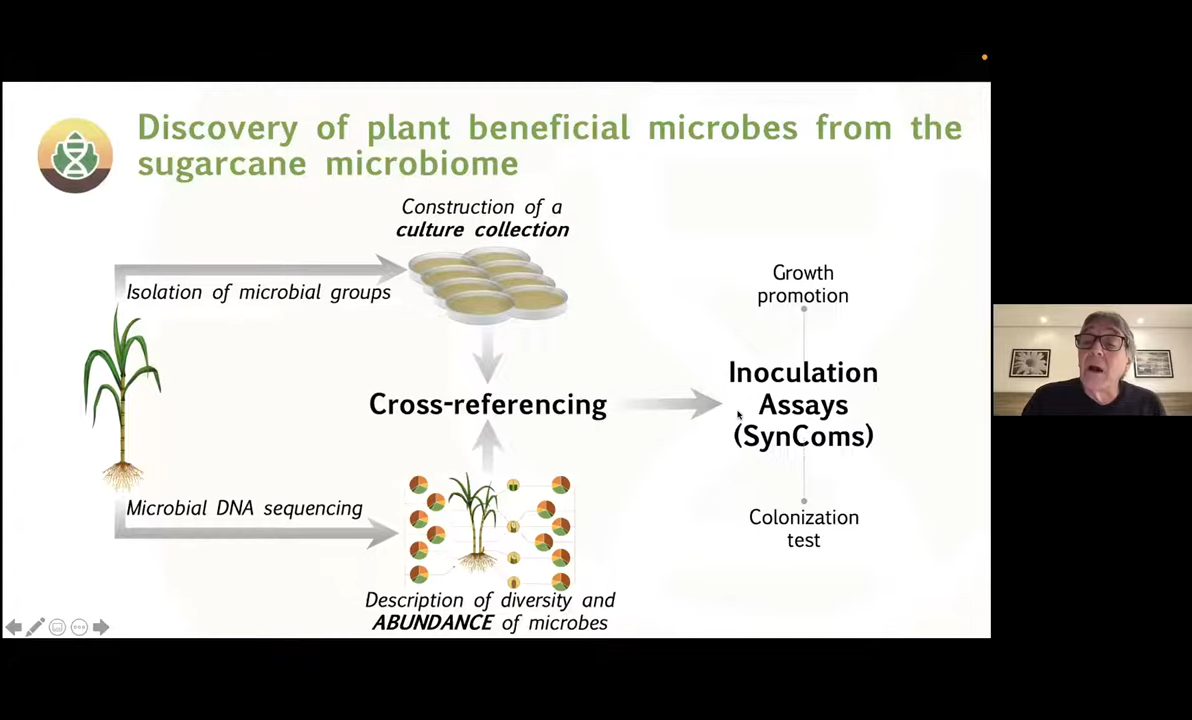 Discovery of plant beneficial microbes from the
sugarcane microbiome
Construction of a
culture collection
Isolation of microbial groups
Cross-referencing
Microbial DNA sequencing
Description of diversity and
ABUNDANCE of microbes
Growth
promotion
Inoculation
Assays
(SynComs)
Colonization
test